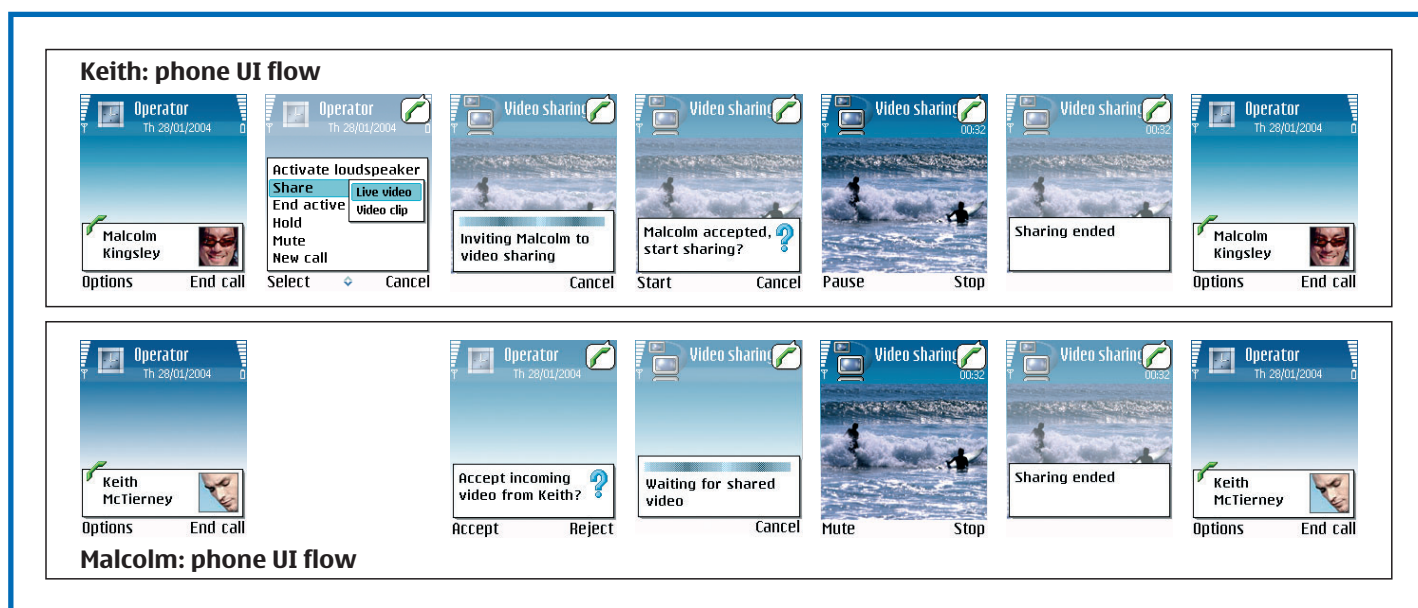 Keith: phone UI flow
Operator
Th 28/01/2004
Malcolm
Kingsley
Options End call
Operator
Th 28/01/2004
Activate loudspeaker
Share
Live video
End active
Video clip
Hold
Mute
New call
Select Cancel
Video sharing
Inviting Malcolm to
video sharing
Cancel
Video sharing
Malcolm accepted,
start sharing?
Start Cancel
Video sharing
00:32
Pause Stop
Video sharing
00:32
Sharing ended
Operator
Th 28/01/2004
Malcolm
Kingsley
Options End call
Operator
Th 28/01/2004
Keith
McTierney
Options End call
Operator
Th 28/01/2004
Accept incoming
video from Keith?
Accept Reject
Video sharing
Waiting for shared
video
Cancel
Video sharing
00:32
Mute Stop
Video sharing
00:32
Sharing ended
Operator
Th 28/01/2004
Keith
McTierney
Options End call
Malcolm: phone UI flow